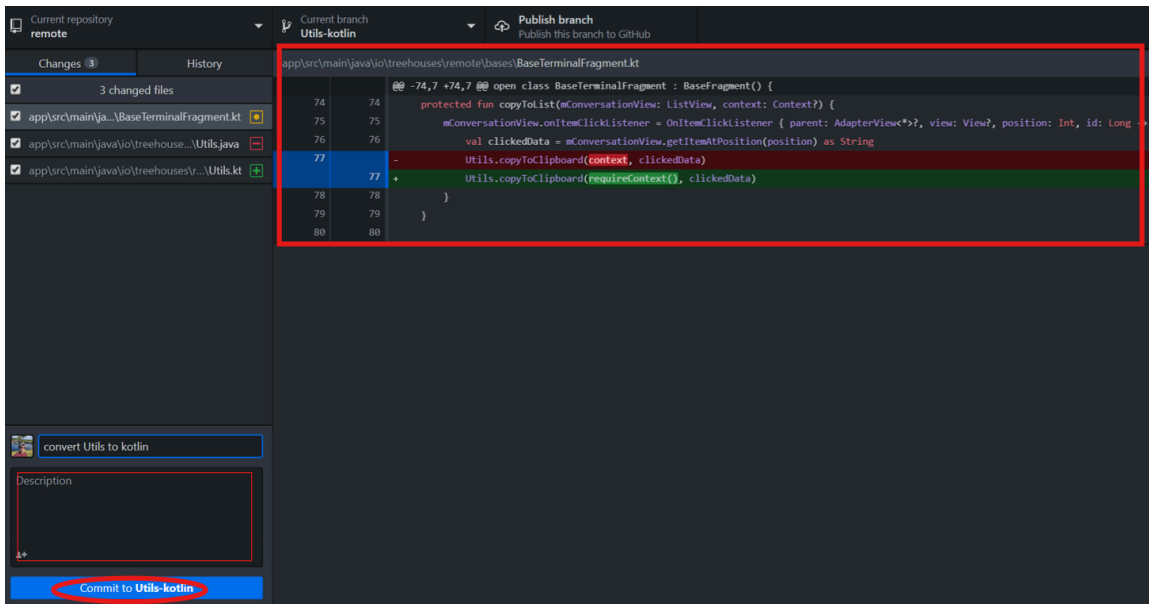 Current repository
remote
Current branch
Utils-kotlin
Publish branch
Publish this branch to GitHub
Changes 3
History
3 changed files
app\src\main\ja...\BaseTerminalFragment.kt
app\src\main\java\io\treehouse...\Utils.java
app\src\main\java\io\treehouses\r...\Utils.kt
app\src\main\java\io\treehouses\remote\bases\BaseTerminalFragment.kt
@@ -74,7 +74,7 @@ open class BaseTerminalFragment : BaseFragment() {
74 74 protected fun copyToList(mConversationView: ListView, context: Context?) {
75 75 mConversationView.onItemClickListener = OnItemClickListener { parent: AdapterView<*>?, view: View?, position: Int, id: Long -
76 76 val clickedData = mConversationView.getItemAtPosition(position) as String
77 - Utils.copyToClipboard(context, clickedData)
77 + Utils.copyToClipboard(requireContext(), clickedData)
78 78 }
79 79 }
80 80
convert Utils to kotlin
Description
Commit to Utils-kotlin